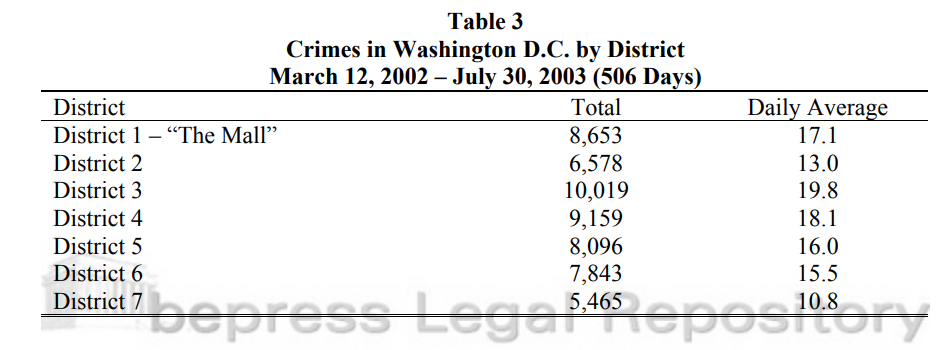 Table 3
Crimes in Washington D.C. by District
March 12, 2002 – July 30, 2003 (506 Days)
District Total Daily Average
District 1 – “The Mall” 8,653 17.1
District 2 6,578 13.0
District 3 10,019 19.8
District 4 9,159 18.1
District 5 8,096 16.0
District 6 7,843 15.5
District 7 5,465 10.8
bepress Legal Repository